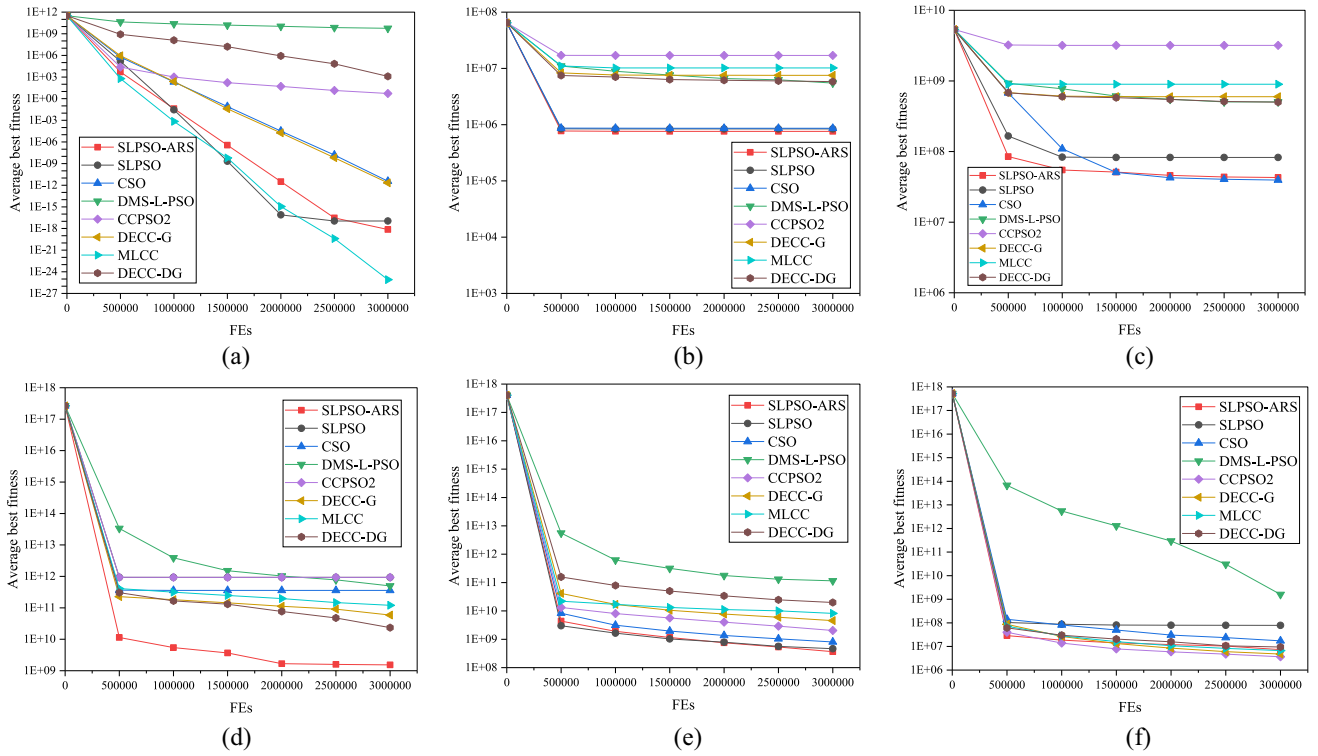 1E+12
1E+09
1E+06
1E+03
1E+00
1E-03
1E-06
1E-09
1E-12
1E-15
1E-18
1E-21
1E-24
1E-27
Average best fitness
SLPSO-ARS
SLPSO
CSO
DMS-L-PSO
CCPSO2
DECC-G
MLCC
DECC-DG
0 500000 1000000 1500000 2000000 2500000 3000000
FEs
(a)
1E+08
1E+07
1E+06
1E+05
1E+04
1E+03
Average best fitness
SLPSO-ARS
SLPSO
CSO
DMS-L-PSO
CCPSO2
DECC-G
MLCC
DECC-DG
0 500000 1000000 1500000 2000000 2500000 3000000
FEs
(b)
1E+10
1E+09
1E+08
1E+07
1E+06
Average best fitness
SLPSO-ARS
SLPSO
CSO
DMS-L-PSO
CCPSO2
DECC-G
MLCC
DECC-DG
0 500000 1000000 1500000 2000000 2500000 3000000
FEs
(c)
1E+18
1E+17
1E+16
1E+15
1E+14
1E+13
1E+12
1E+11
1E+10
1E+09
Average best fitness
SLPSO-ARS
SLPSO
CSO
DMS-L-PSO
CCPSO2
DECC-G
MLCC
DECC-DG
0 500000 1000000 1500000 2000000 2500000 3000000
FEs
(d)
1E+18
1E+17
1E+16
1E+15
1E+14
1E+13
1E+12
1E+11
1E+10
1E+09
1E+08
Average best fitness
SLPSO-ARS
SLPSO
CSO
DMS-L-PSO
CCPSO2
DECC-G
MLCC
DECC-DG
0 500000 1000000 1500000 2000000 2500000 3000000
FEs
(e)
1E+18
1E+17
1E+16
1E+15
1E+14
1E+13
1E+12
1E+11
1E+10
1E+09
1E+08
1E+07
1E+06
Average best fitness
SLPSO-ARS
SLPSO
CSO
DMS-L-PSO
CCPSO2
DECC-G
MLCC
DECC-DG
0 500000 1000000 1500000 2000000 2500000 3000000
FEs
(f)